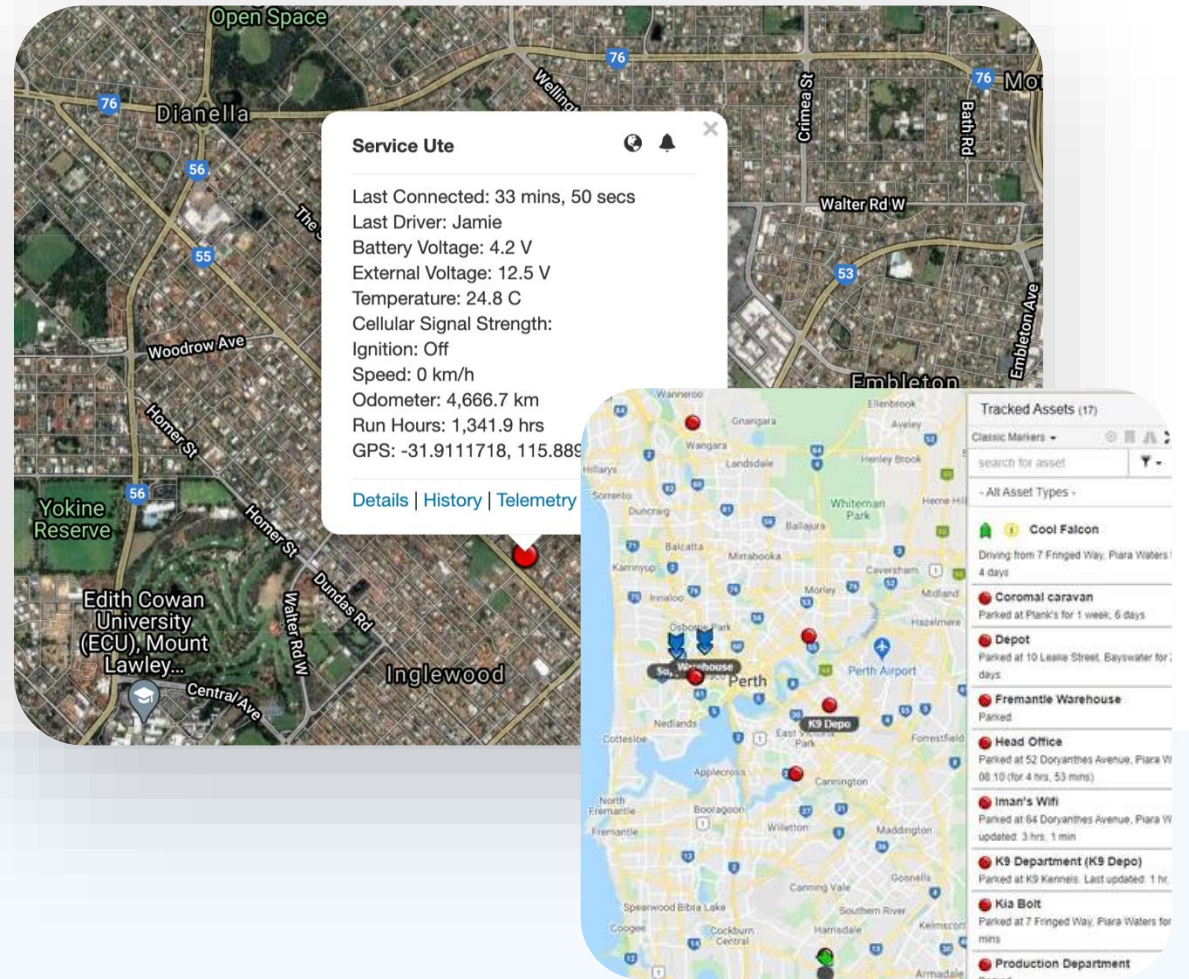 Open Space
76
76
76
Mo
Dianella
Wellingt
Crimea St
Bath Rd
56
The S
55
Walter Rd W
53
Embleton Ave
Woodrow Ave
Embleton
Homer St
56
Yokine
Reserve
Homer St
Dundas Rd
Walter Rd W
Edith Cowan
University
(ECU), Mount
Lawley...
Central Ave
Inglewood
Service Ute
Last Connected: 33 mins, 50 secs
Last Driver: Jamie
Battery Voltage: 4.2 V
External Voltage: 12.5 V
Temperature: 24.8 C
Cellular Signal Strength:
Ignition: Off
Speed: 0 km/h
Odometer: 4,666.7 km
Run Hours: 1,341.9 hrs
GPS: -31.9111718, 115.889
Details | History | Telemetry
Wanneroo
Ellenbrook
Gnangara
Aveley
Wangara
Landsdale
Henley Brook
Hillarys
Sorrento
Duncraig
Whiteman
Park
Herne Hill
Ballajura
Balcatta
Mirrabooka
Karrinyup
Caversham
Innaloo
Morley
Midland
Osborne Park
Hazelmere
Warehouse
Perth
Perth Airport
Nedlands
K9 Depo
Cottesloe
East Victoria
Park
Forrestfield
Applecross
Cannington
North
Fremantle
Booragoon
Fremantle
Willetton
Maddington
Gosnells
Canning Vale
Spearwood
Bibra Lake
Southern River
Coogee
Cockburn
Central
Harrisdale
Kelmscott
Armadale
Tracked Assets (17)
Classic Markers
search for asset
- All Asset Types -
Cool Falcon
Driving from 7 Fringed Way, Piara Waters
4 days
Coromal caravan
Parked at Plank's for 1 week, 6 days
Depot
Parked at 10 Leake Street, Bayswater for 2
days
Fremantle Warehouse
Parked
Head Office
Parked at 52 Doryanthes Avenue, Piara W
08:10 (for 4 hrs, 53 mins)
Iman's Wifi
Parked at 64 Doryanthes Avenue, Piara W
updated: 3 hrs, 1 min
K9 Department (K9 Depo)
Parked at K9 Kennels. Last updated: 1 hr,
Kia Bolt
Parked at 7 Fringed Way, Piara Waters for
mins
Production Department